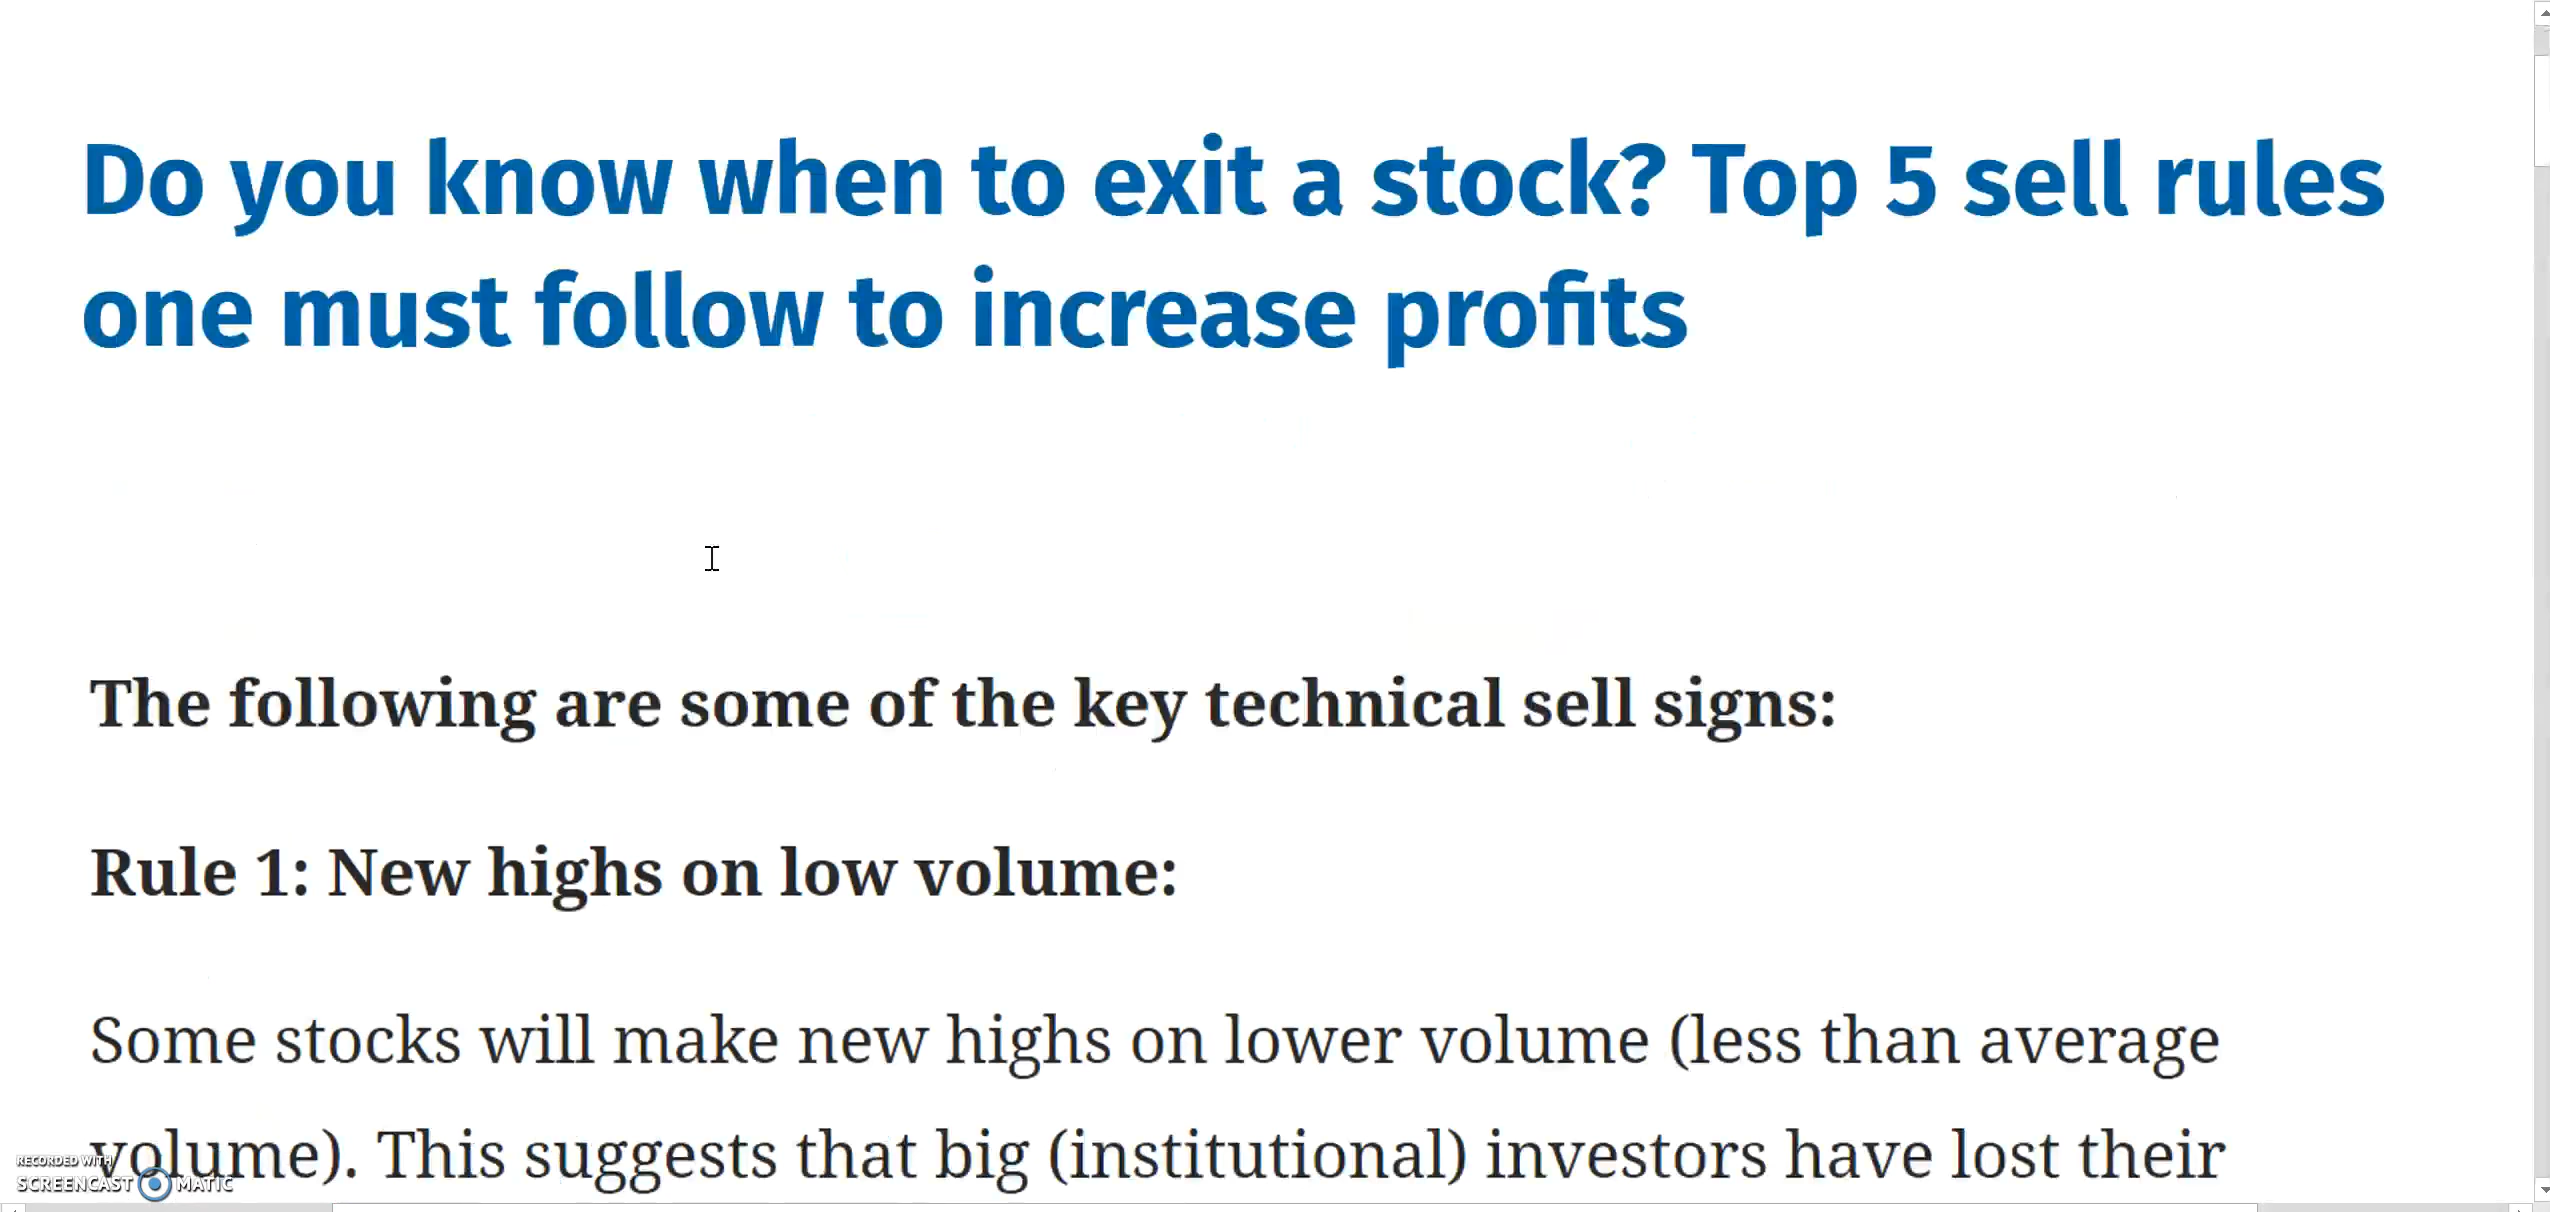 Do you know when to exit a stock? Top 5 sell rules
one must follow to increase profits
The following are some of the key technical sell signs:
Rule 1: New highs on low volume:
Some stocks will make new highs on lower volume (less than average
volume). This suggests that big (institutional) investors have lost their
RECORDED WITH
SCREENCAST MATIC